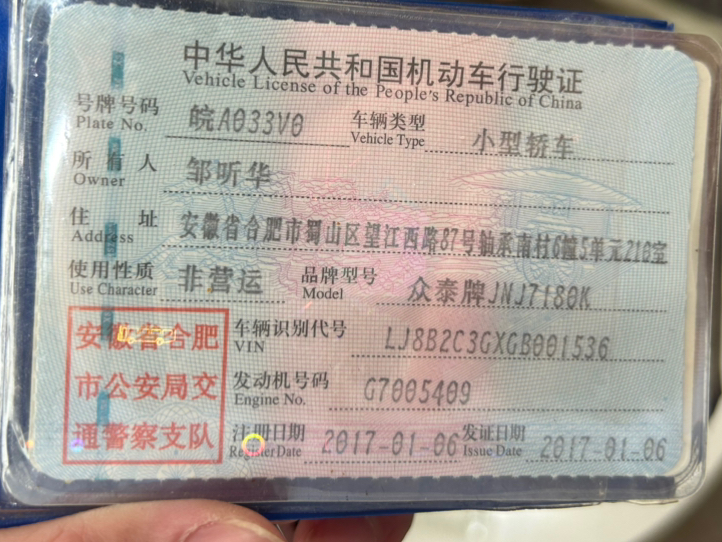 中华人民共和国机动车行驶证
Vehicle License of the People's Republic of China
号牌号码 皖A033V0 车辆类型 小型轿车
Plate No. Vehicle Type
所有人 邹昕华
Owner
住址 安徽省合肥市蜀山区望江西路87号轴承南村6幢5单元210室
Address
使用性质 非营运 品牌型号 众泰牌JNJ7180K
Use Character Model
安徽省合肥
市公安局交
通警察支队
车辆识别代号 LJ8B2C3GXGB001536
VIN
发动机号码 G7005409
Engine No.
注册日期 2017-01-06 发证日期 2017-01-06
Register Date Issue Date